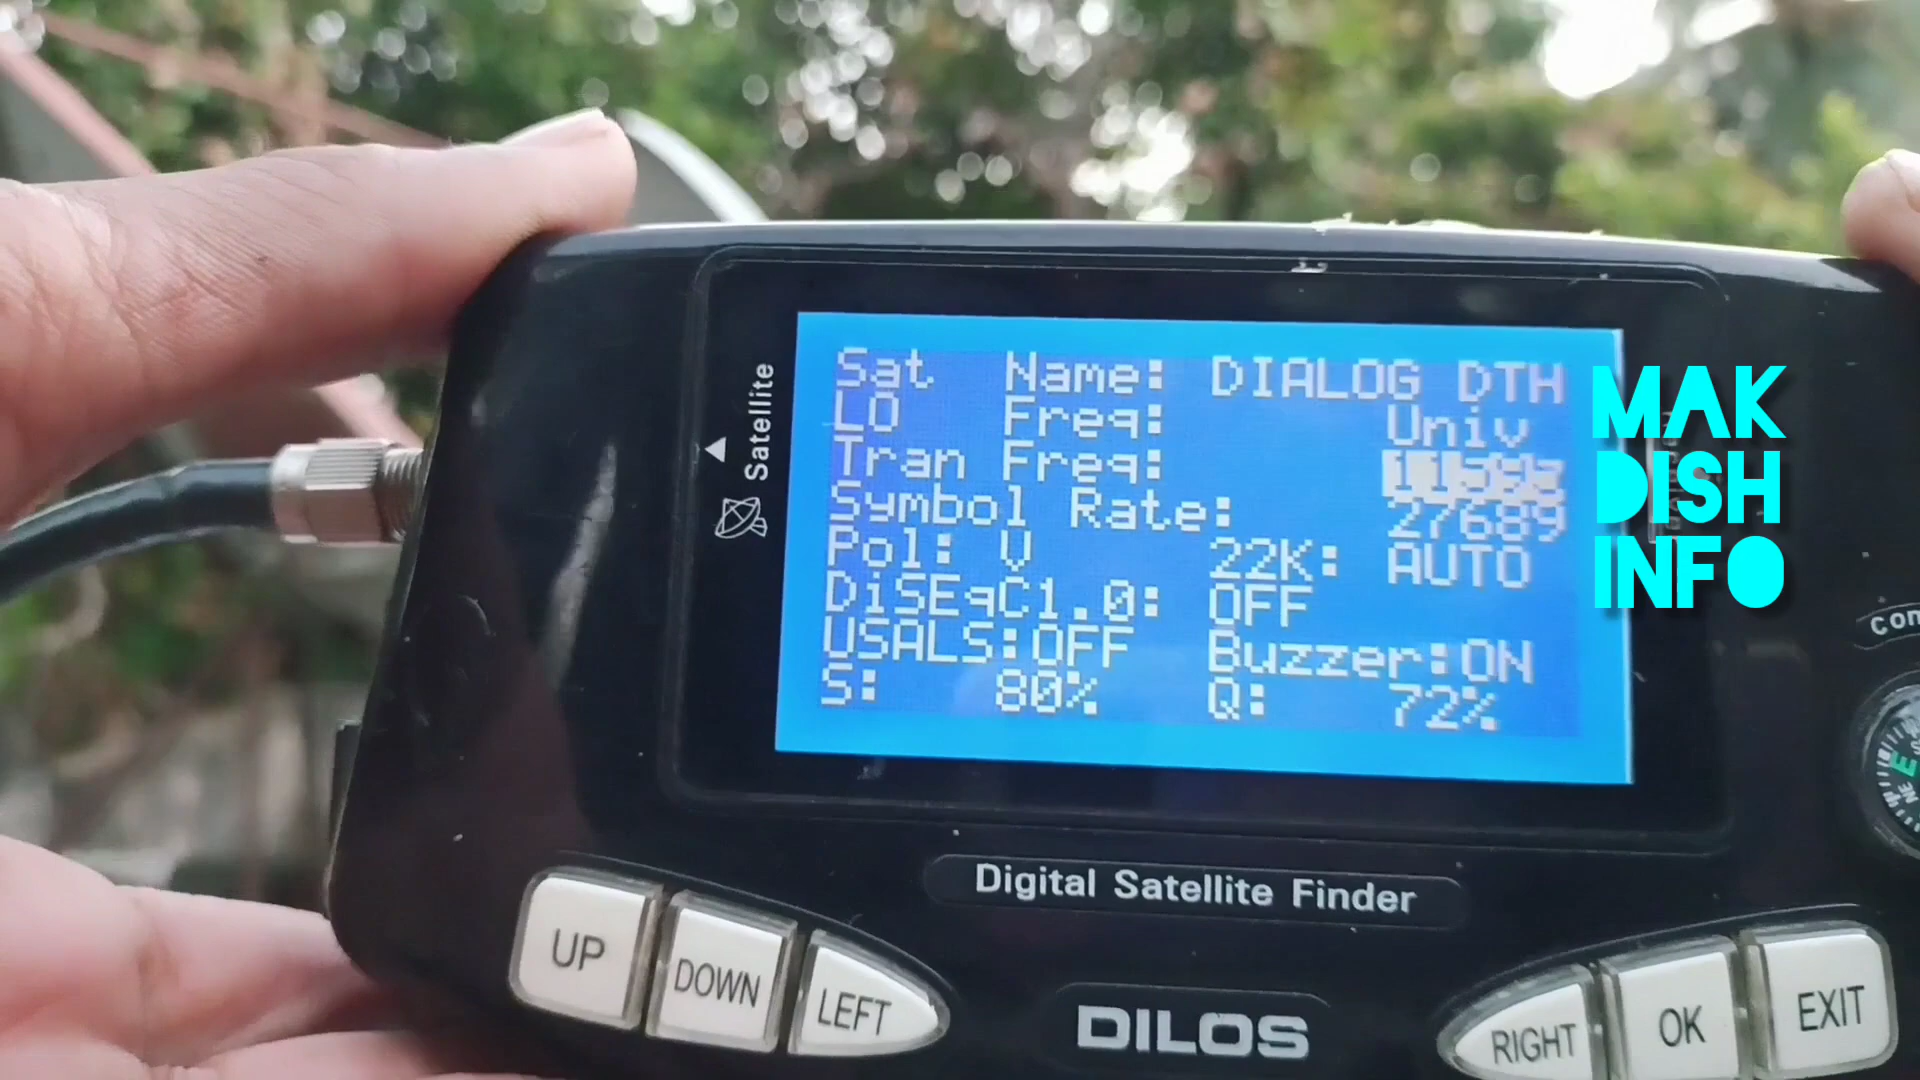 Sat Name: DIALOG DTH
LO Freq: Univ
Tran Freq:
Symbol Rate: 27689
Pol: V 22K: AUTO
DiSEqC1.0: OFF
USALS:OFF Buzzer:ON
S: 80% Q: 72%
Satellite
MAK
DISH
INFO
com
E
NE
Digital Satellite Finder
UP
DOWN
LEFT
DILOS
RIGHT
OK
EXIT